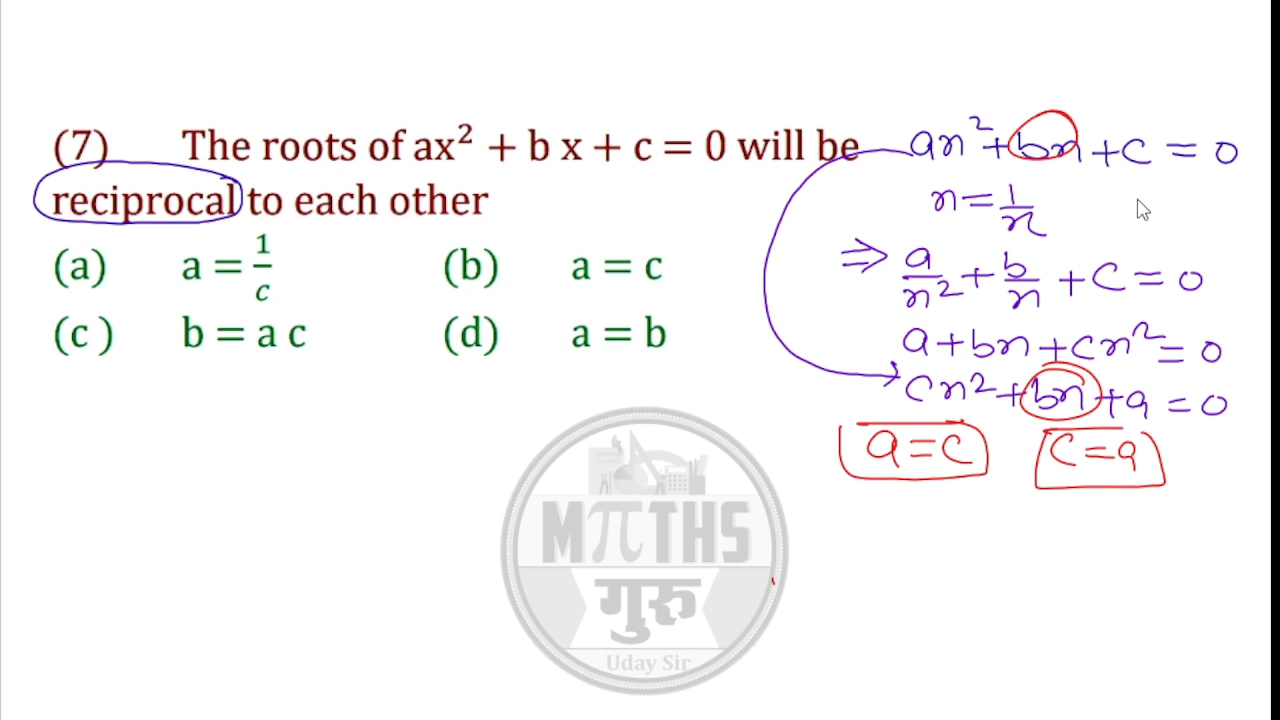 (7) The roots of ax² + b x + c = 0 will be
reciprocal to each other
(a) a = 1/c (b) a = c
(c ) b = a c (d) a = b
ax² + bx + c = 0
x = 1/x
⇒ a/x² + b/x + c = 0
a + bx + cx² = 0
cx² + bx + a = 0
a = c c = a
MπTHS
गुरु
Uday Sir